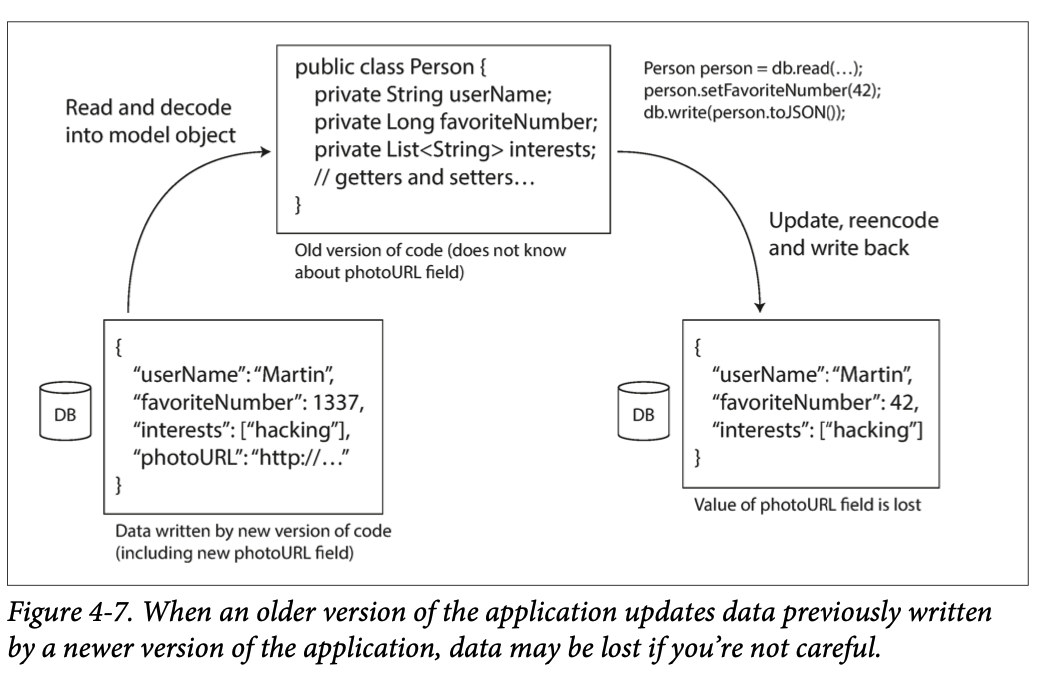 Read and decode
into model object
public class Person {
private String userName;
private Long favoriteNumber;
private List<String> interests;
// getters and setters…
}
Old version of code (does not know
about photoURL field)
Person person = db.read(…);
person.setFavoriteNumber(42);
db.write(person.toJSON());
Update, reencode
and write back
DB
{
“userName”: “Martin”,
“favoriteNumber”: 1337,
“interests”: [“hacking”],
“photoURL”: “http://…”
}
Data written by new version of code
(including new photoURL field)
DB
{
“userName”: “Martin”,
“favoriteNumber”: 42,
“interests”: [“hacking”]
}
Value of photoURL field is lost
Figure 4-7. When an older version of the application updates data previously written
by a newer version of the application, data may be lost if you’re not careful.